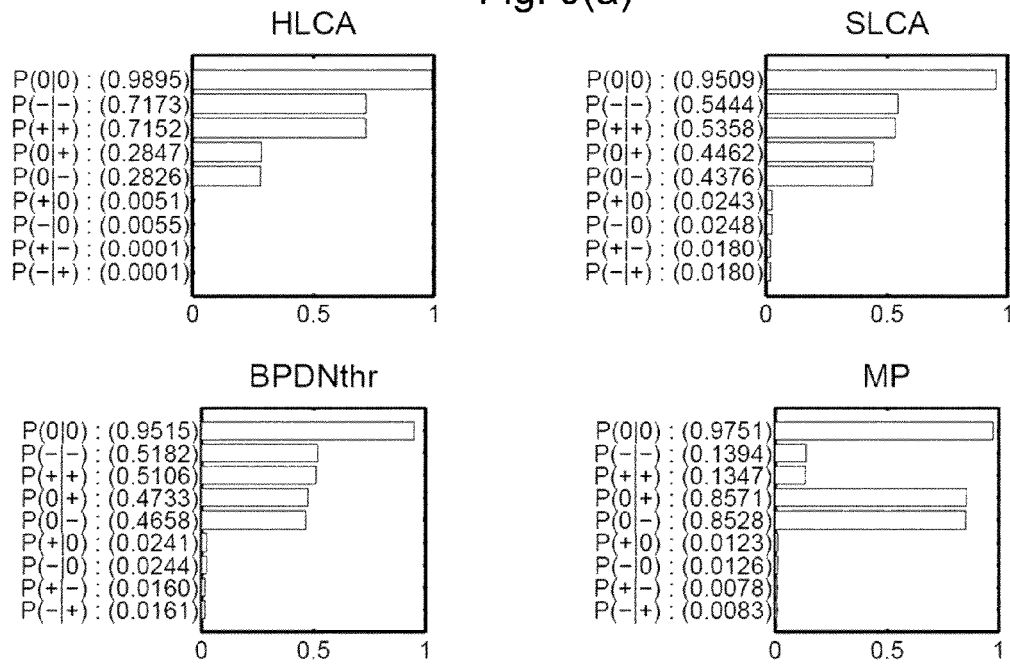 HLCA
P(0|0) : (0.9895)
P(−|−) : (0.7173)
P(+|+) : (0.7152)
P(0|+) : (0.2847)
P(0|−) : (0.2826)
P(+|0) : (0.0051)
P(−|0) : (0.0055)
P(+|−) : (0.0001)
P(−|+) : (0.0001)
0 0.5 1
SLCA
P(0|0) : (0.9509)
P(−|−) : (0.5444)
P(+|+) : (0.5358)
P(0|+) : (0.4462)
P(0|−) : (0.4376)
P(+|0) : (0.0243)
P(−|0) : (0.0248)
P(+|−) : (0.0180)
P(−|+) : (0.0180)
0 0.5 1
BPDNthr
P(0|0) : (0.9515)
P(−|−) : (0.5182)
P(+|+) : (0.5106)
P(0|+) : (0.4733)
P(0|−) : (0.4658)
P(+|0) : (0.0241)
P(−|0) : (0.0244)
P(+|−) : (0.0160)
P(−|+) : (0.0161)
0 0.5 1
MP
P(0|0) : (0.9751)
P(−|−) : (0.1394)
P(+|+) : (0.1347)
P(0|+) : (0.8571)
P(0|−) : (0.8528)
P(+|0) : (0.0123)
P(−|0) : (0.0126)
P(+|−) : (0.0078)
P(−|+) : (0.0083)
0 0.5 1